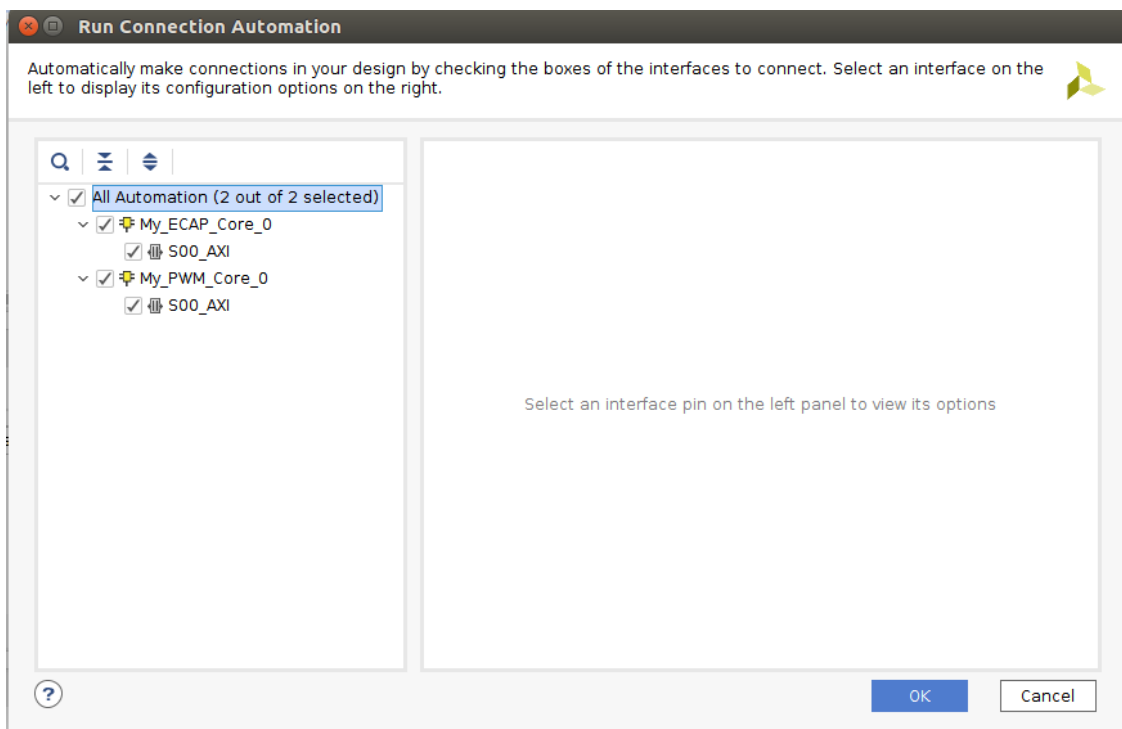 Run Connection Automation
Automatically make connections in your design by checking the boxes of the interfaces to connect. Select an interface on the
left to display its configuration options on the right.
All Automation (2 out of 2 selected)
My_ECAP_Core_0
S00_AXI
My_PWM_Core_0
S00_AXI
Select an interface pin on the left panel to view its options
?
OK
Cancel